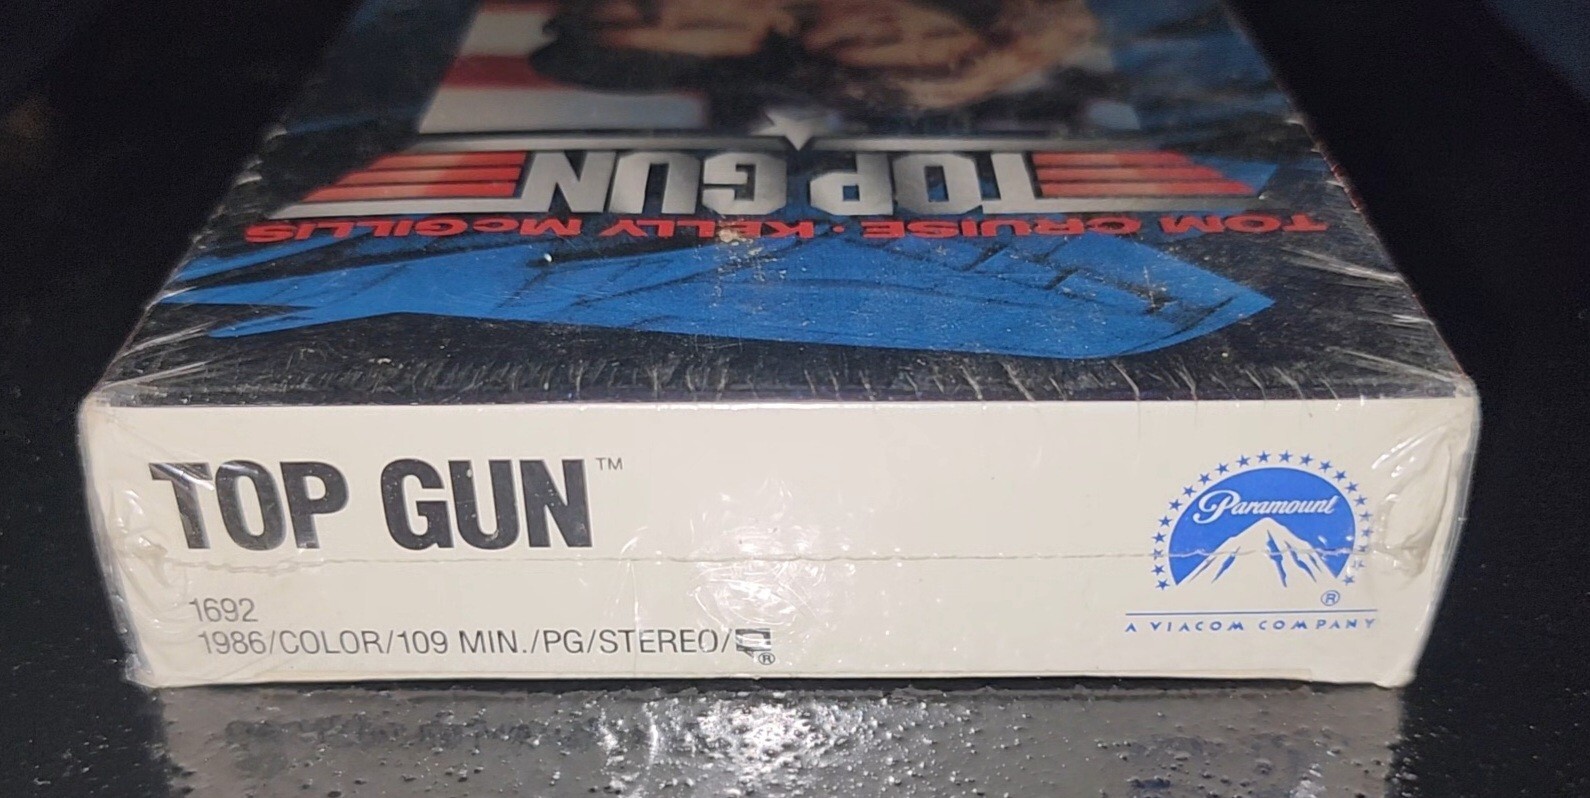 TOP GUN
TOM CRUISE · KELLY McGILLIS
TOP GUN™
Paramount
®
A VIACOM COMPANY
1692
1986/COLOR/109 MIN./PG/STEREO/
®